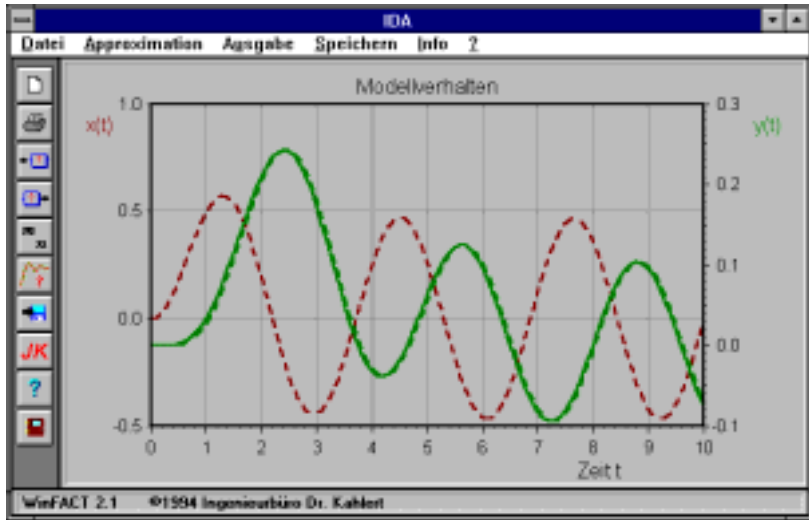 IDA
Datei Approximation Ausgabe Speichern Info ?
Modellverhalten
1.0 0.3
x(t) y(t)
0.2
0.5
0.1
0.0 0.0
-0.5 -0.1
0 1 2 3 4 5 6 7 8 9 10
Zeit t
JK
?
WinFACT 2.1 ©1994 Ingenieurbüro Dr. Kahlert